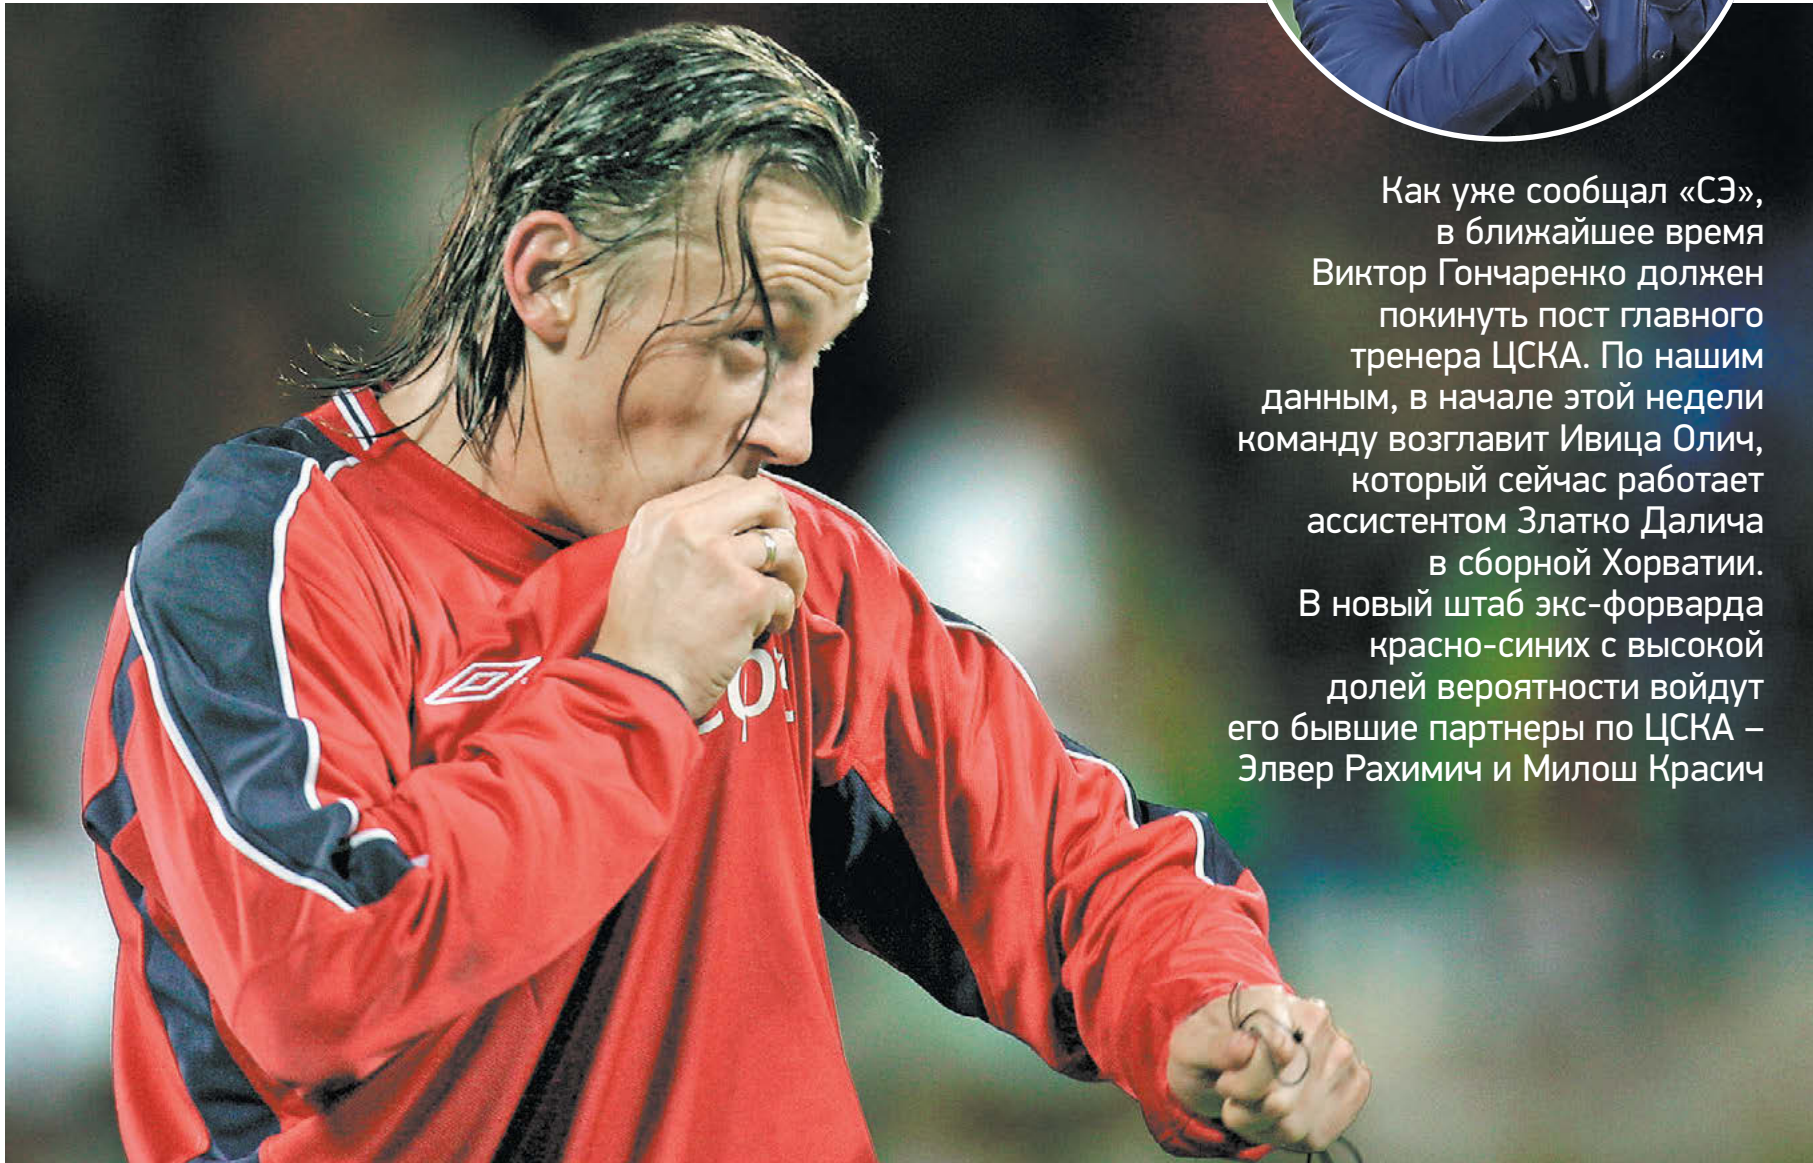 Как уже сообщал «СЭ»,
в ближайшее время
Виктор Гончаренко должен
покинуть пост главного
тренера ЦСКА. По нашим
данным, в начале этой недели
команду возглавит Ивица Олич,
который сейчас работает
ассистентом Златко Далича
в сборной Хорватии.
В новый штаб экс-форварда
красно-синих с высокой
долей вероятности войдут
его бывшие партнеры по ЦСКА –
Элвер Рахимич и Милош Красич